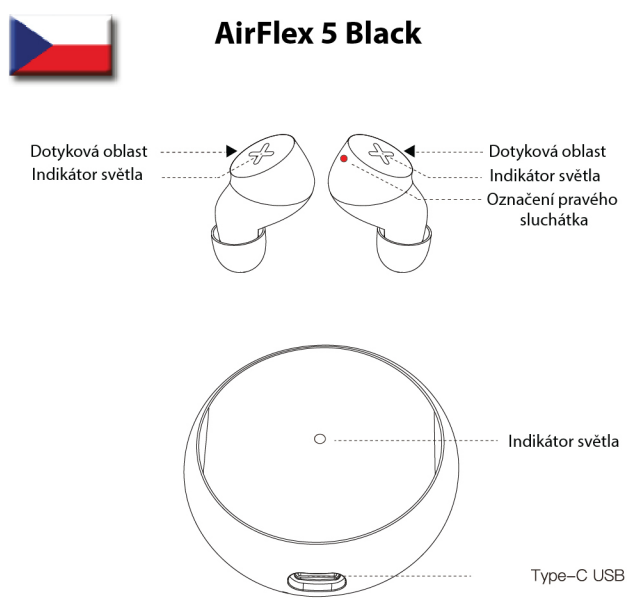 AirFlex 5 Black
Dotyková oblast
Indikátor světla
Dotyková oblast
Indikátor světla
Označení pravého
sluchátka
Indikátor světla
Type-C USB